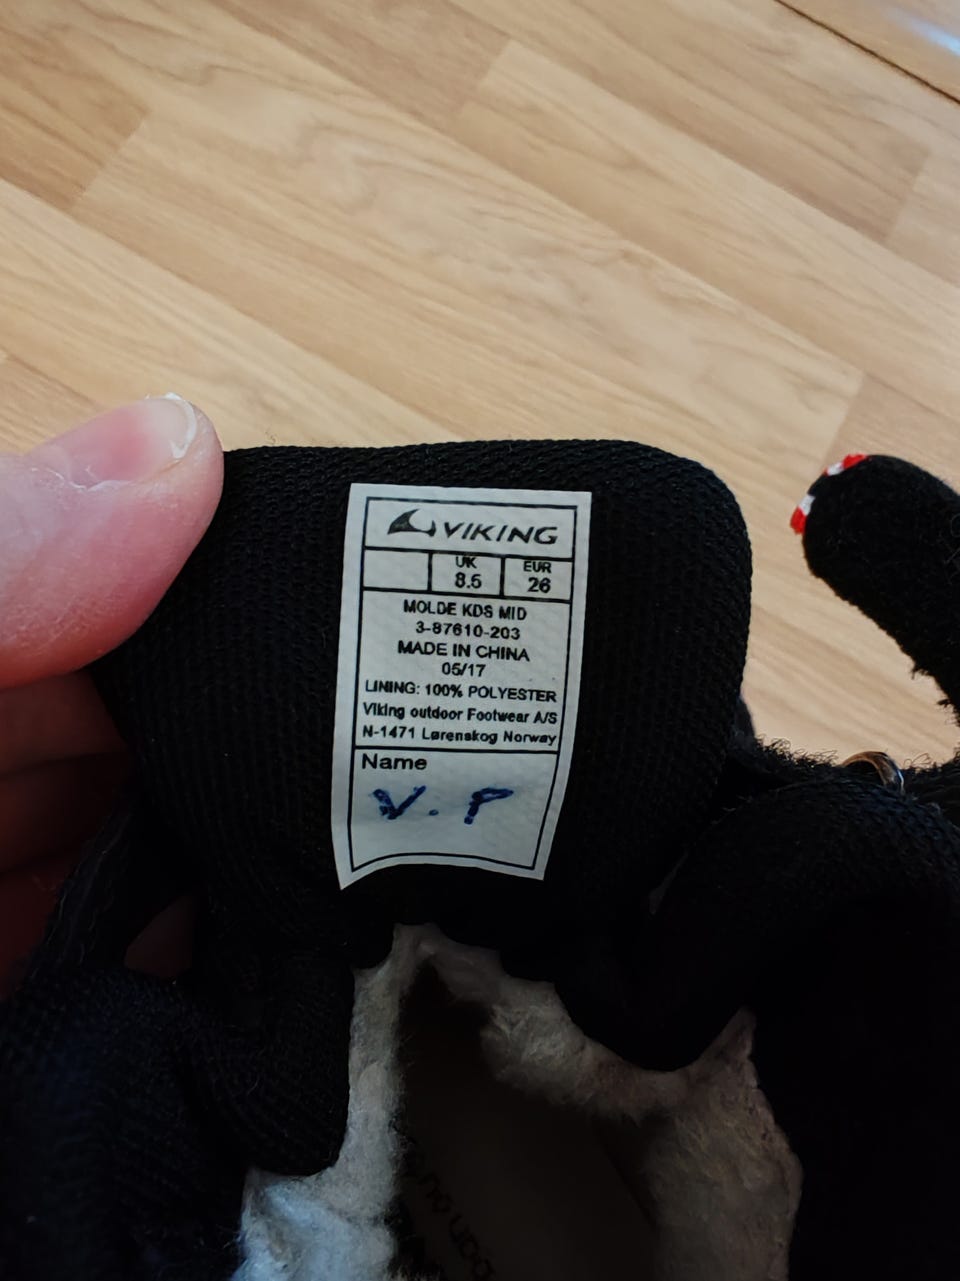 VIKING
UK EUR
8.5 26
MOLDE KDS MID
3-87610-203
MADE IN CHINA
05/17
LINING: 100% POLYESTER
Viking outdoor Footwear A/S
N-1471 Lørenskog Norway
Name
V.P